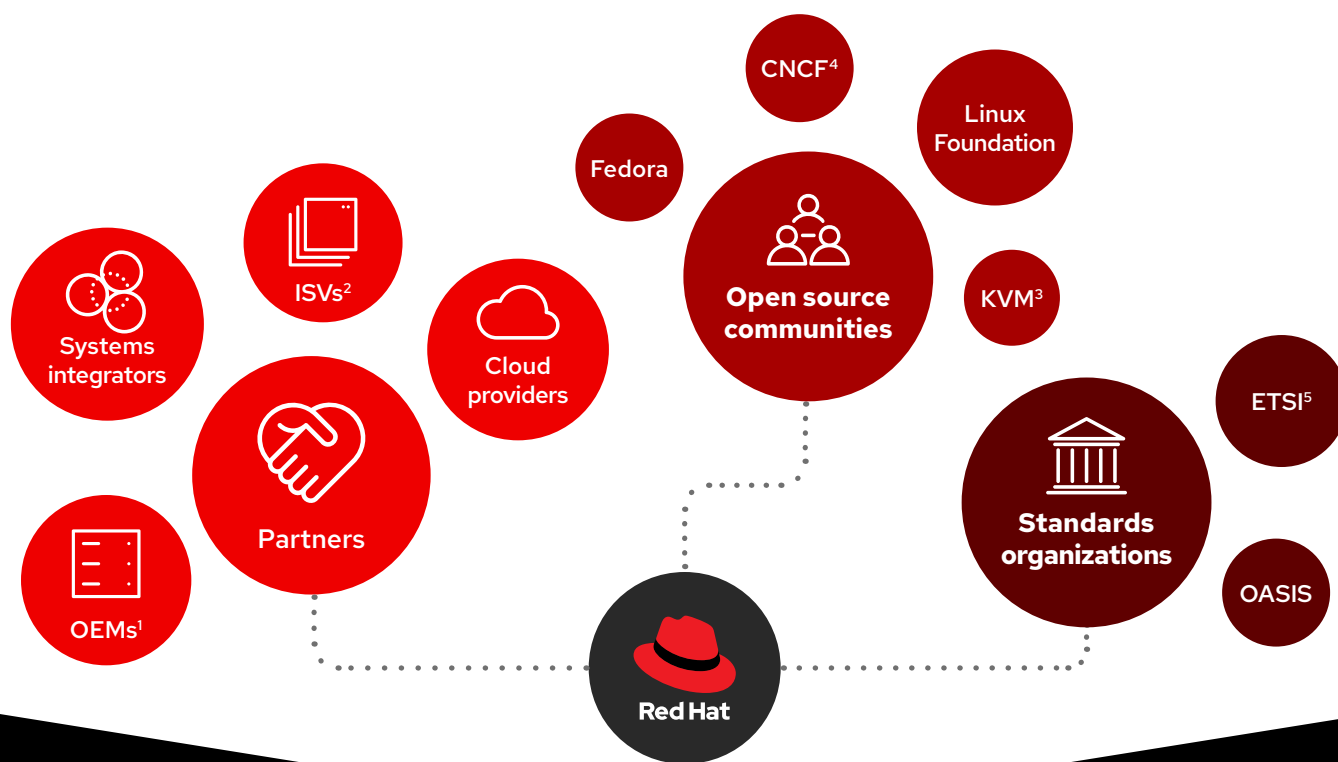 CNCF⁴
Linux
Foundation
Fedora
Open source
communities
KVM³
ISVs²
Systems
integrators
Cloud
providers
Partners
OEMs¹
ETSI⁵
Standards
organizations
OASIS
Red Hat